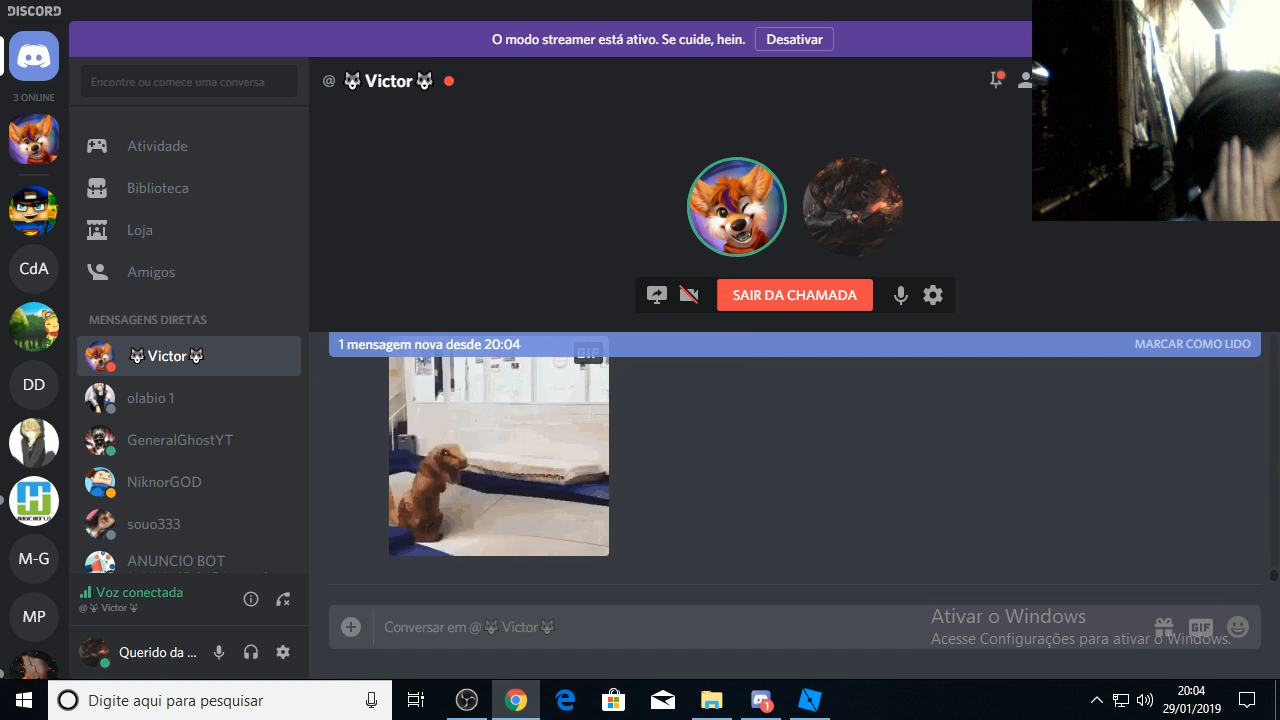 DISCORD
O modo streamer está ativo. Se cuide, hein.
Desativar
Encontre ou comece uma conversa
@ Victor
3 ONLINE
Atividade
Biblioteca
Loja
CdA
Amigos
SAIR DA CHAMADA
MENSAGENS DIRETAS
1 mensagem nova desde 20:04
MARCAR COMO LIDO
GIF
Victor
DD
olabio 1
GeneralGhostYT
NiknorGOD
souo333
M-G
ANUNCIO BOT
Voz conectada
@ Victor
MP
Conversar em @ Victor
GIF
Ativar o Windows
Acesse Configurações para ativar o Windows.
Querido da ...
Digite aqui para pesquisar
1
20:04
29/01/2019